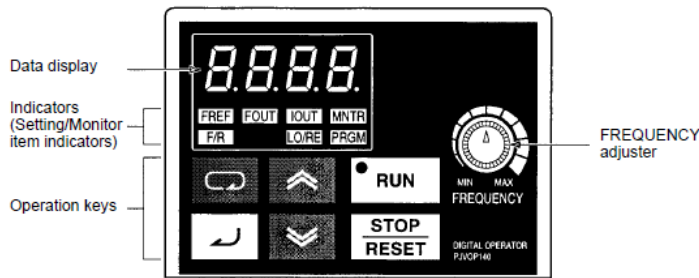 Data display
8.8.8.8.
Indicators
(Setting/Monitor
item indicators)
FREF FOUT IOUT MNTR
F/R LO/RE PRGM
FREQUENCY
adjuster
MIN MAX
FREQUENCY
Operation keys
RUN
STOP
RESET
DIGITAL OPERATOR
PJVOP140